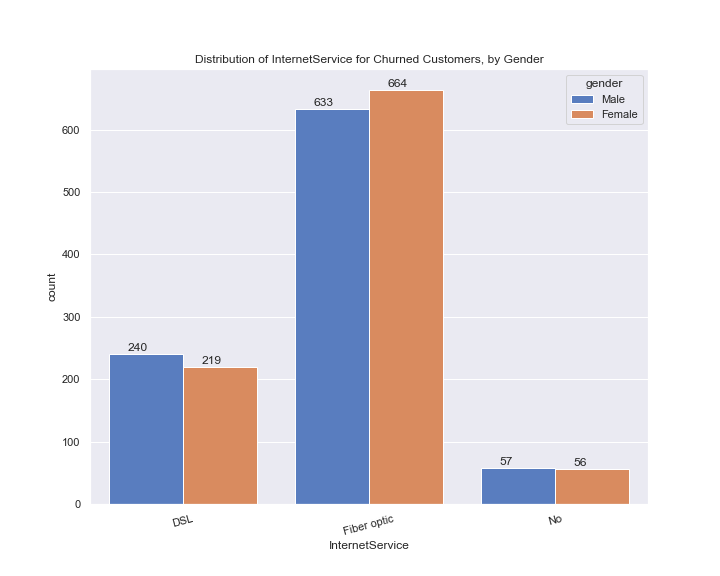 Distribution of InternetService for Churned Customers, by Gender
gender
Male
Female
count
600
500
400
300
200
100
0
240
219
633
664
57
56
DSL
Fiber optic
No
InternetService